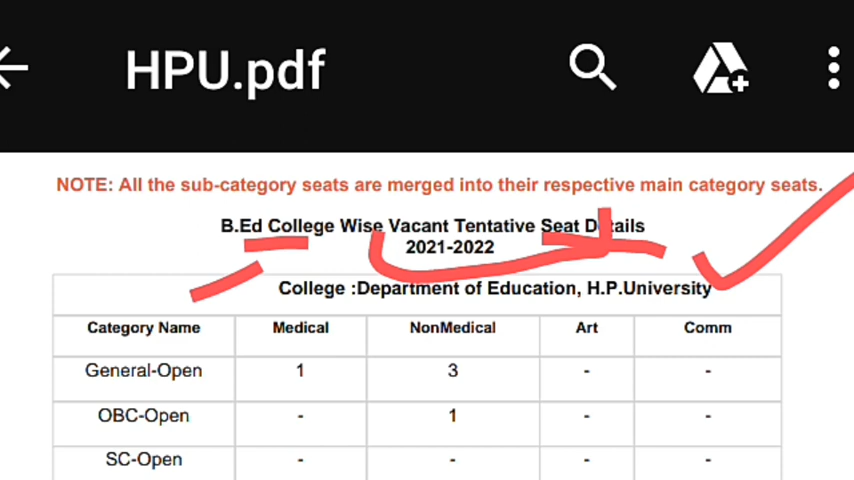 HPU.pdf
NOTE: All the sub-category seats are merged into their respective main category seats.
B.Ed College Wise Vacant Tentative Seat Details
2021-2022
College :Department of Education, H.P.University
Category Name Medical NonMedical Art Comm
General-Open 1 3 - -
OBC-Open - 1 - -
SC-Open - - - -